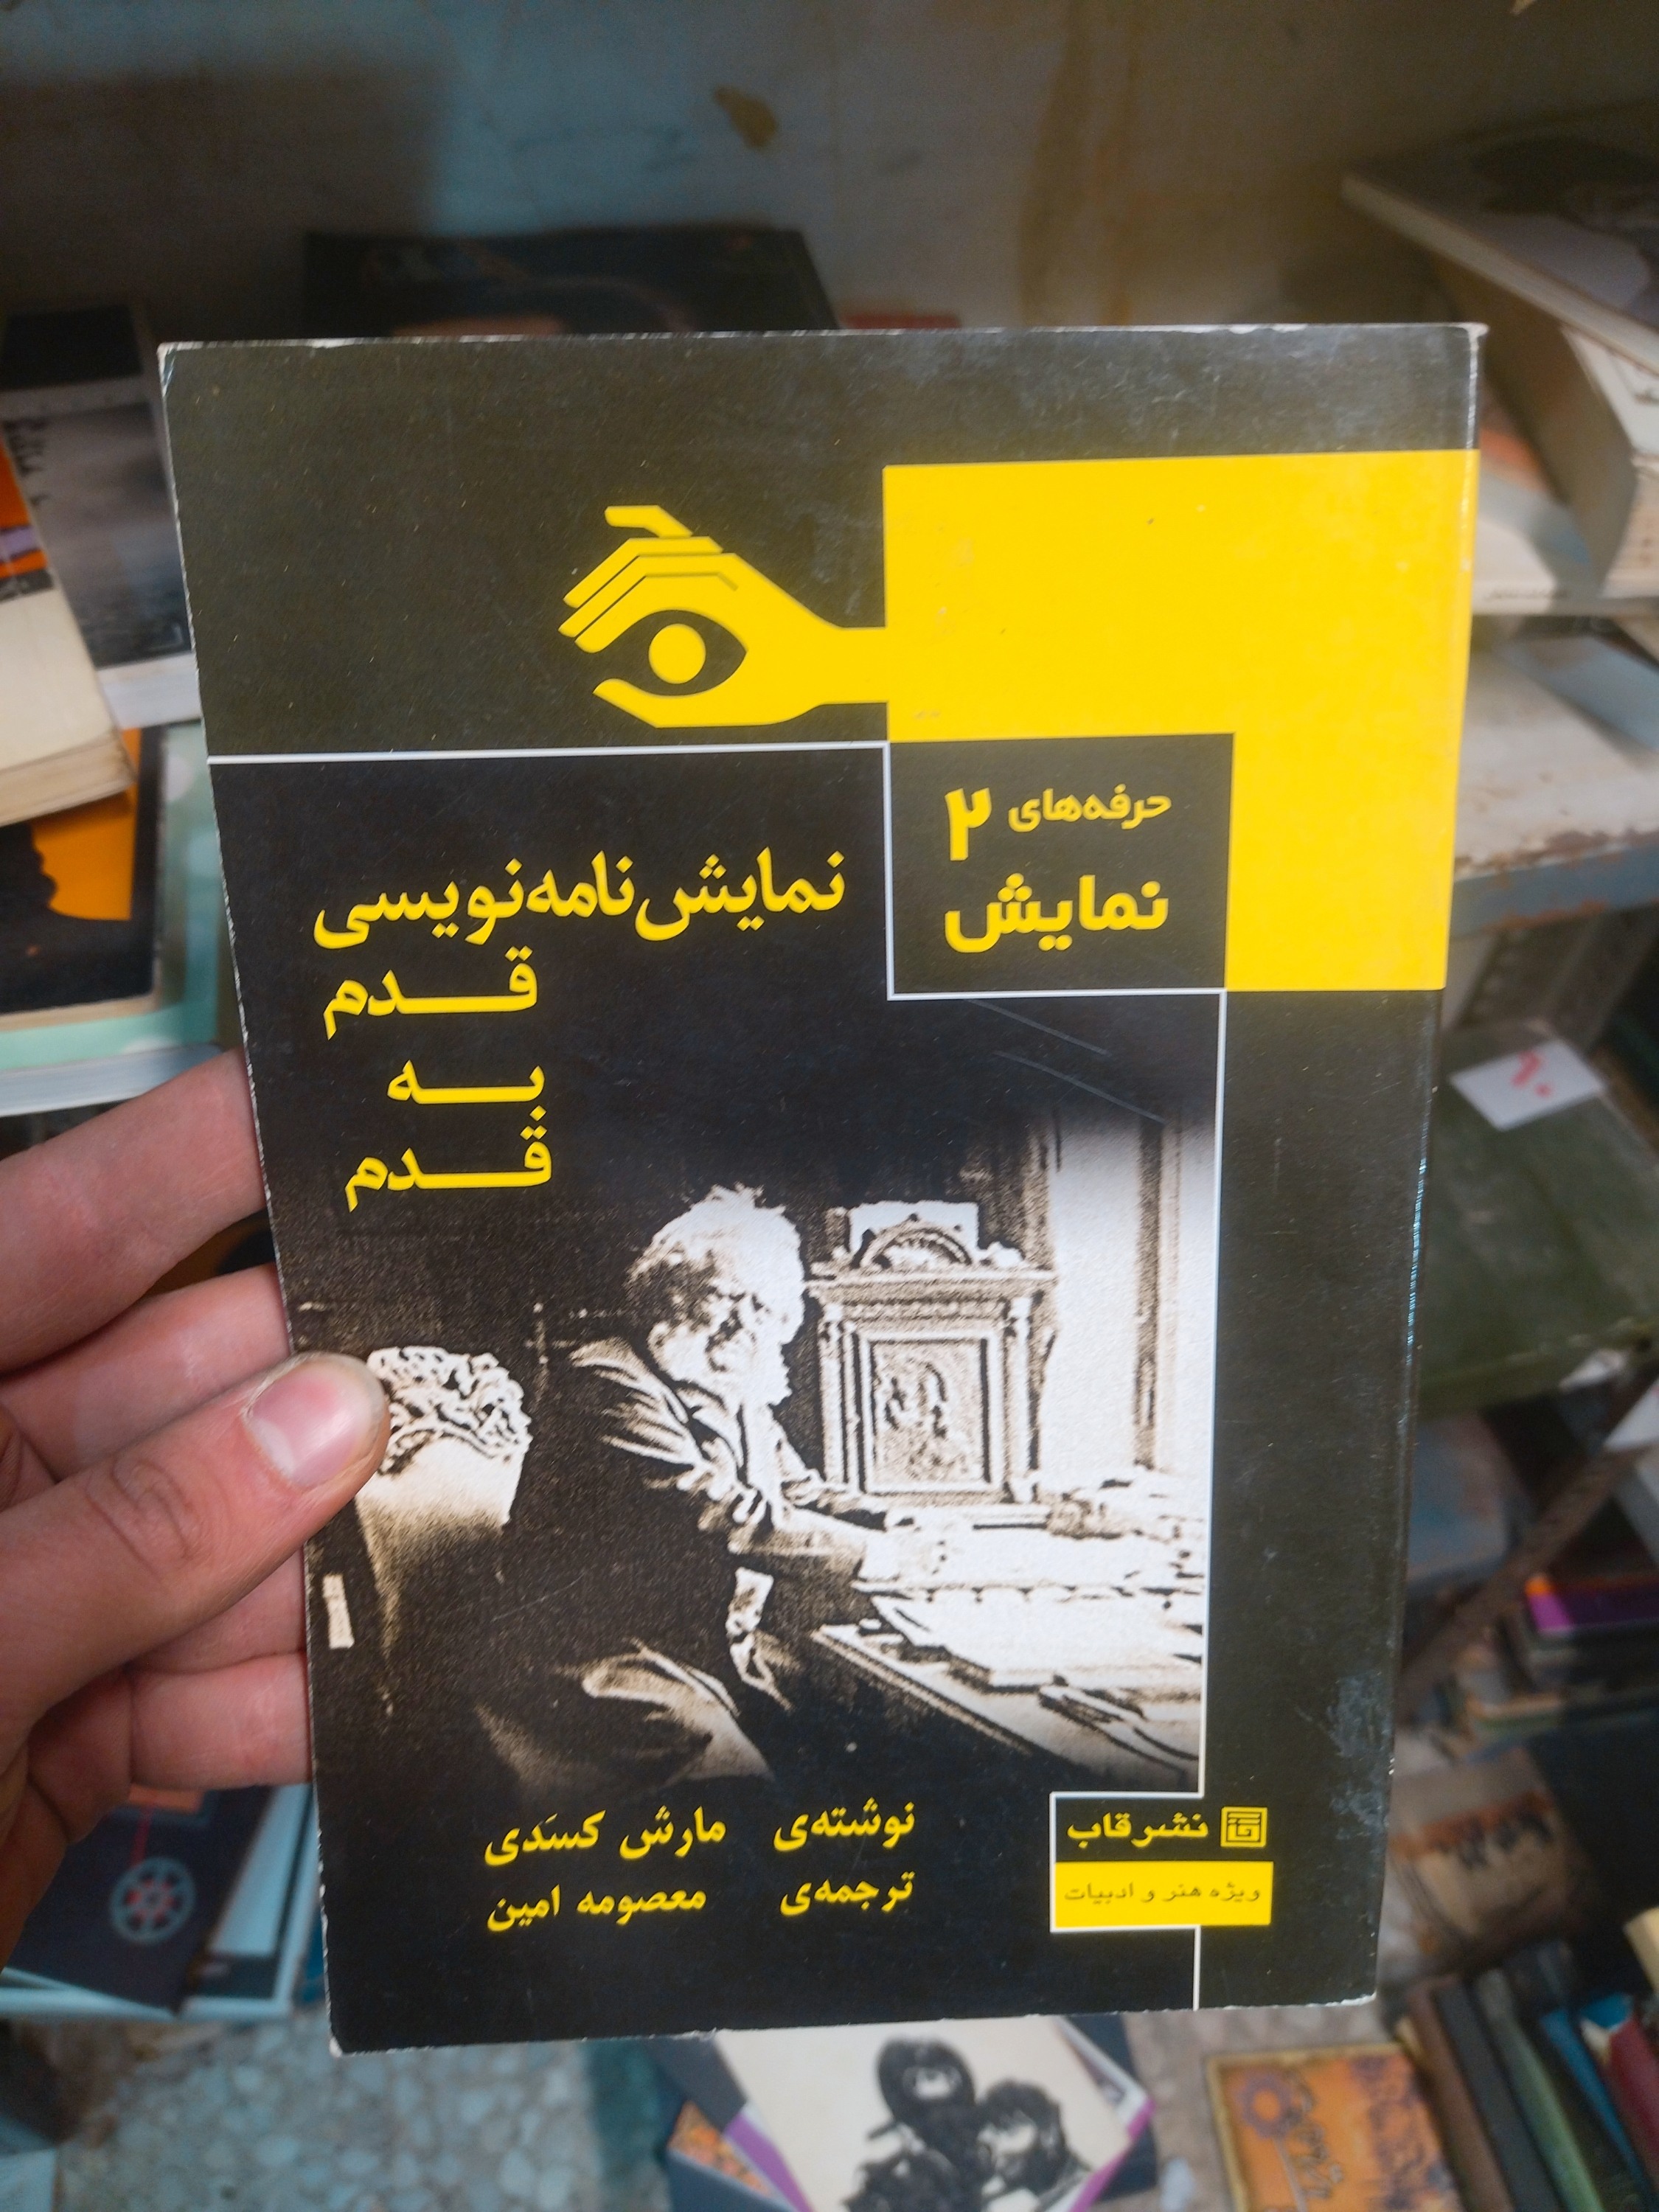 حرفه‌های ۲
نمایش
نمایش‌نامه‌نویسی
قدم
به
قدم
نوشته‌ی مارش کسَدی
ترجمه‌ی معصومه امین
نشر قاب
ویژه هنر و ادبیات
۸۰